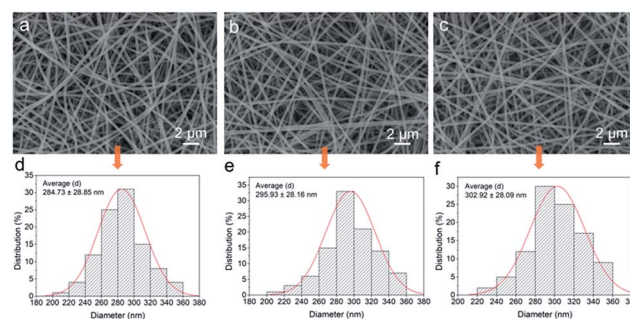 a
b
c
2 μm
2 μm
2 μm
d
e
f
Average (d)
284.73 ± 28.85 nm
Average (d)
295.93 ± 28.16 nm
Average (d)
302.92 ± 28.09 nm
Distribution (%)
35
30
25
20
15
10
5
0
180 200 220 240 260 280 300 320 340 360 380
Diameter (nm)
Distribution (%)
35
30
25
20
15
10
5
0
180 200 220 240 260 280 300 320 340 360 380
Diameter (nm)
Distribution (%)
40
30
20
10
0
200 220 240 260 280 300 320 340 360
Diameter (nm)